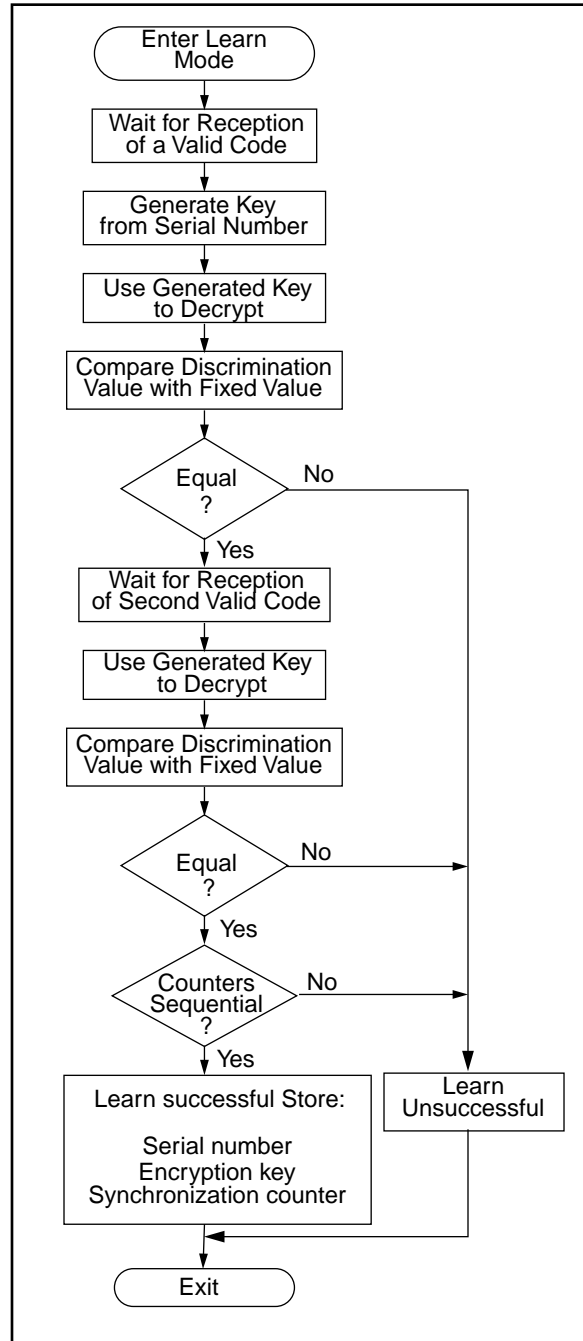 Enter Learn
Mode
Wait for Reception
of a Valid Code
Generate Key
from Serial Number
Use Generated Key
to Decrypt
Compare Discrimination
Value with Fixed Value
Equal
?
No
Yes
Wait for Reception
of Second Valid Code
Use Generated Key
to Decrypt
Compare Discrimination
Value with Fixed Value
Equal
?
No
Yes
Counters
Sequential
?
No
Yes
Learn successful Store:
Serial number
Encryption key
Synchronization counter
Learn
Unsuccessful
Exit